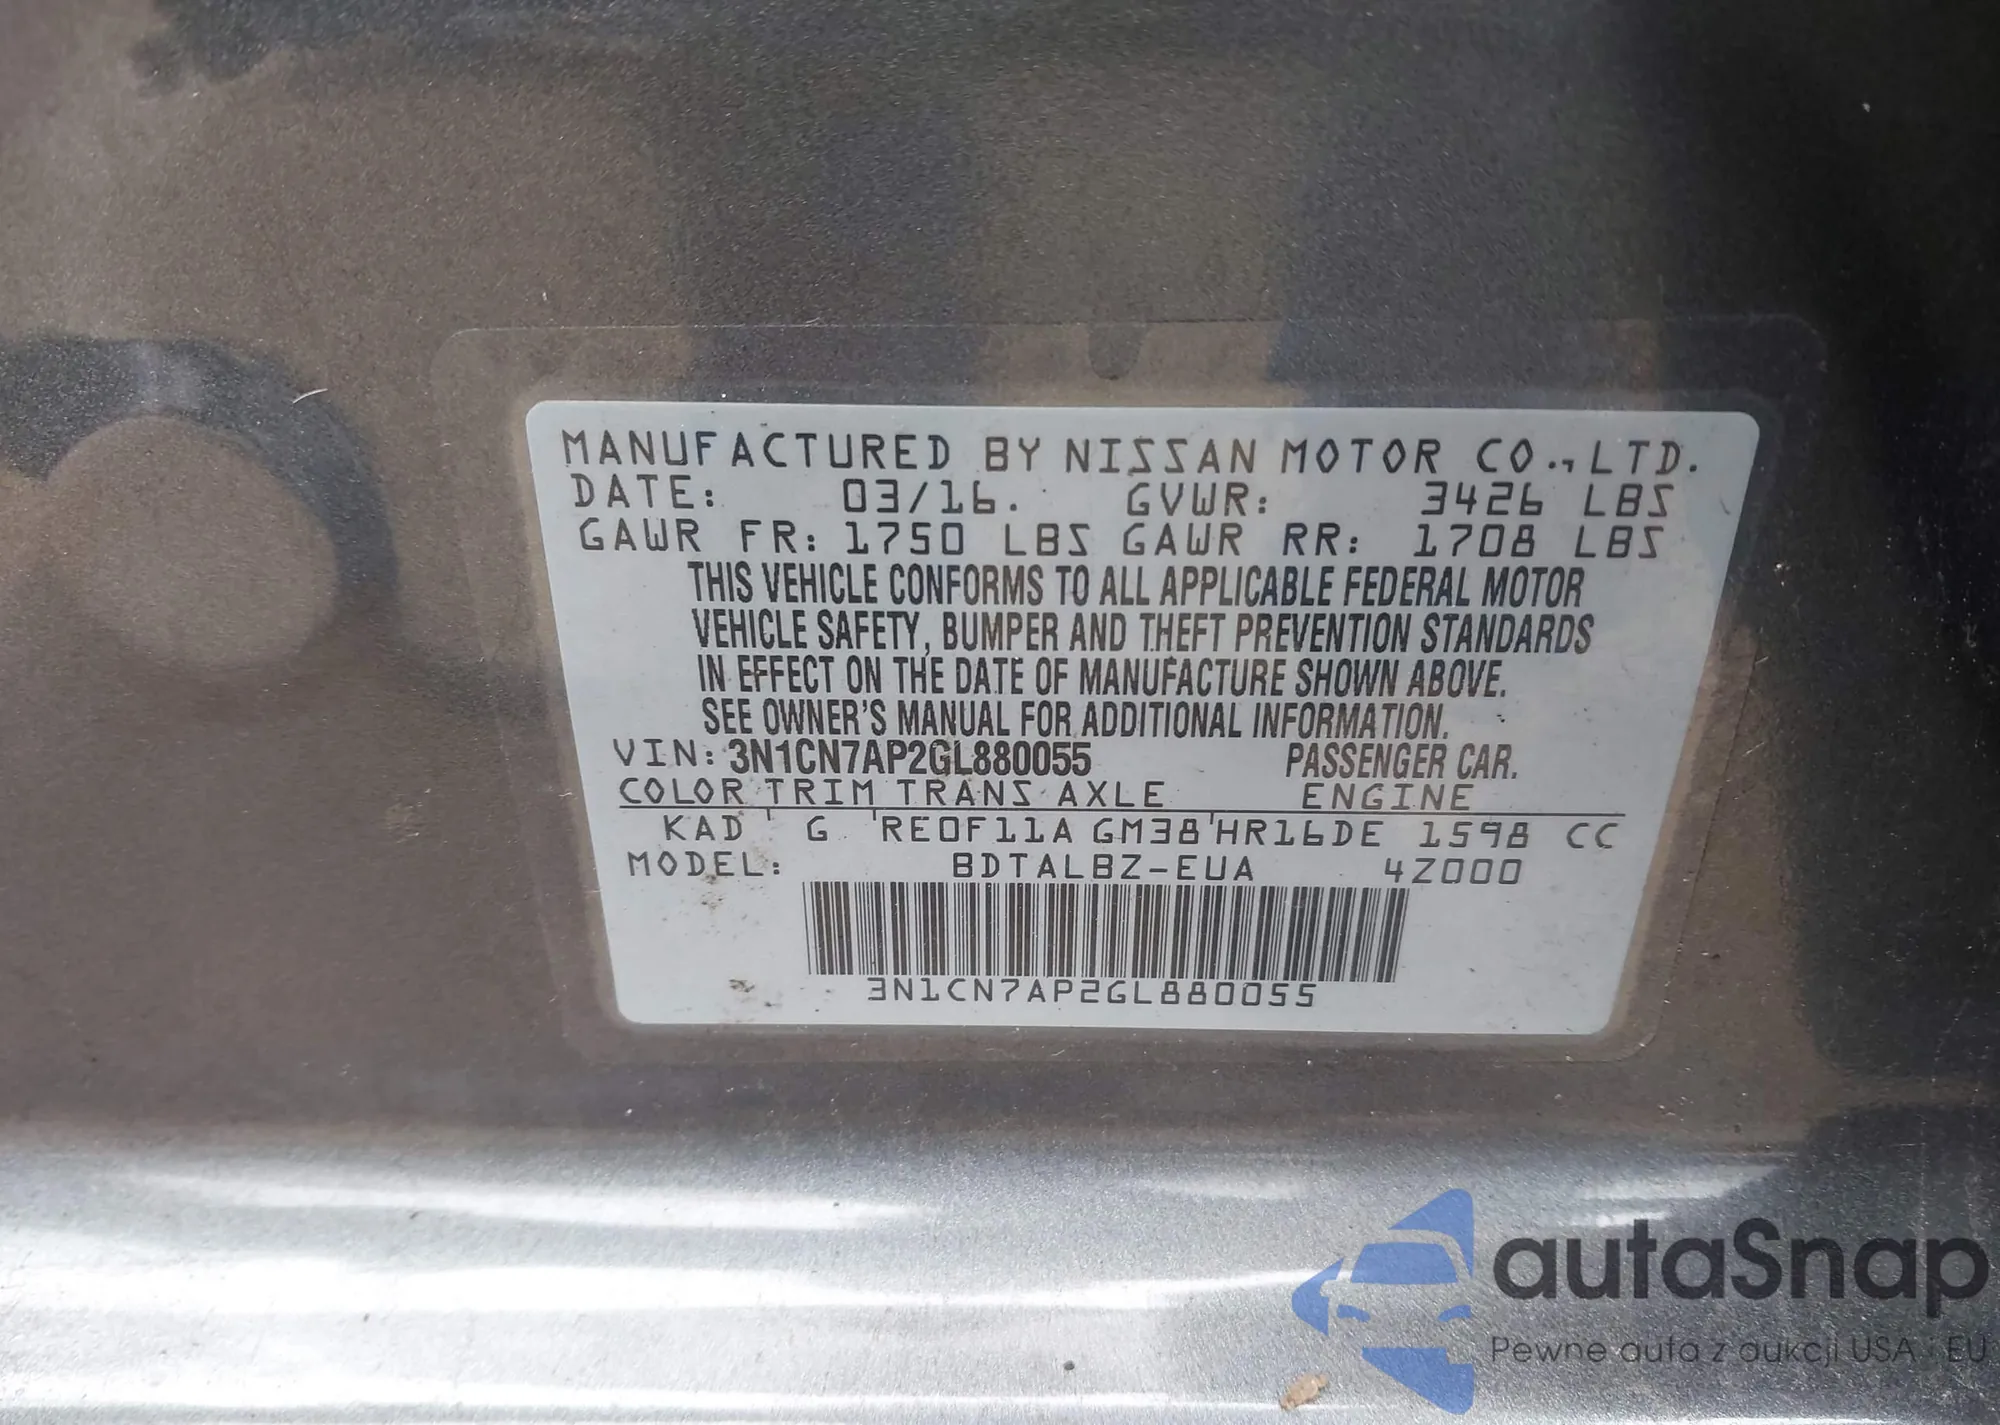 MANUFACTURED BY NISSAN MOTOR CO.,LTD.
DATE: 03/16. GVWR: 3426 LBS
GAWR FR: 1750 LBS GAWR RR: 1708 LBS
THIS VEHICLE CONFORMS TO ALL APPLICABLE FEDERAL MOTOR
VEHICLE SAFETY, BUMPER AND THEFT PREVENTION STANDARDS
IN EFFECT ON THE DATE OF MANUFACTURE SHOWN ABOVE.
SEE OWNER'S MANUAL FOR ADDITIONAL INFORMATION.
VIN: 3N1CN7AP2GL880055 PASSENGER CAR.
COLOR TRIM TRANS AXLE ENGINE
KAD G RE0F11A GM38 HR16DE 1598 CC
MODEL: BDTALBZ-EUA 4Z000
3N1CN7AP2GL880055
autaSnap
Pewne auta z aukcji USA i EU